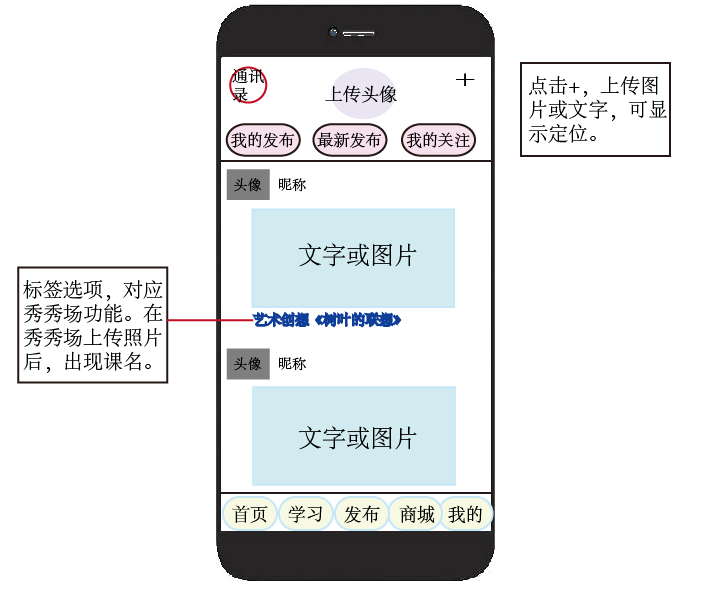 通讯
录
上传头像
+
我的发布
最新发布
我的关注
头像
昵称
文字或图片
艺术创想《树叶的联想》
头像
昵称
文字或图片
首页
学习
发布
商城
我的
点击+，上传图
片或文字，可显
示定位。
标签选项，对应
秀秀场功能。在
秀秀场上传照片
后，出现课名。